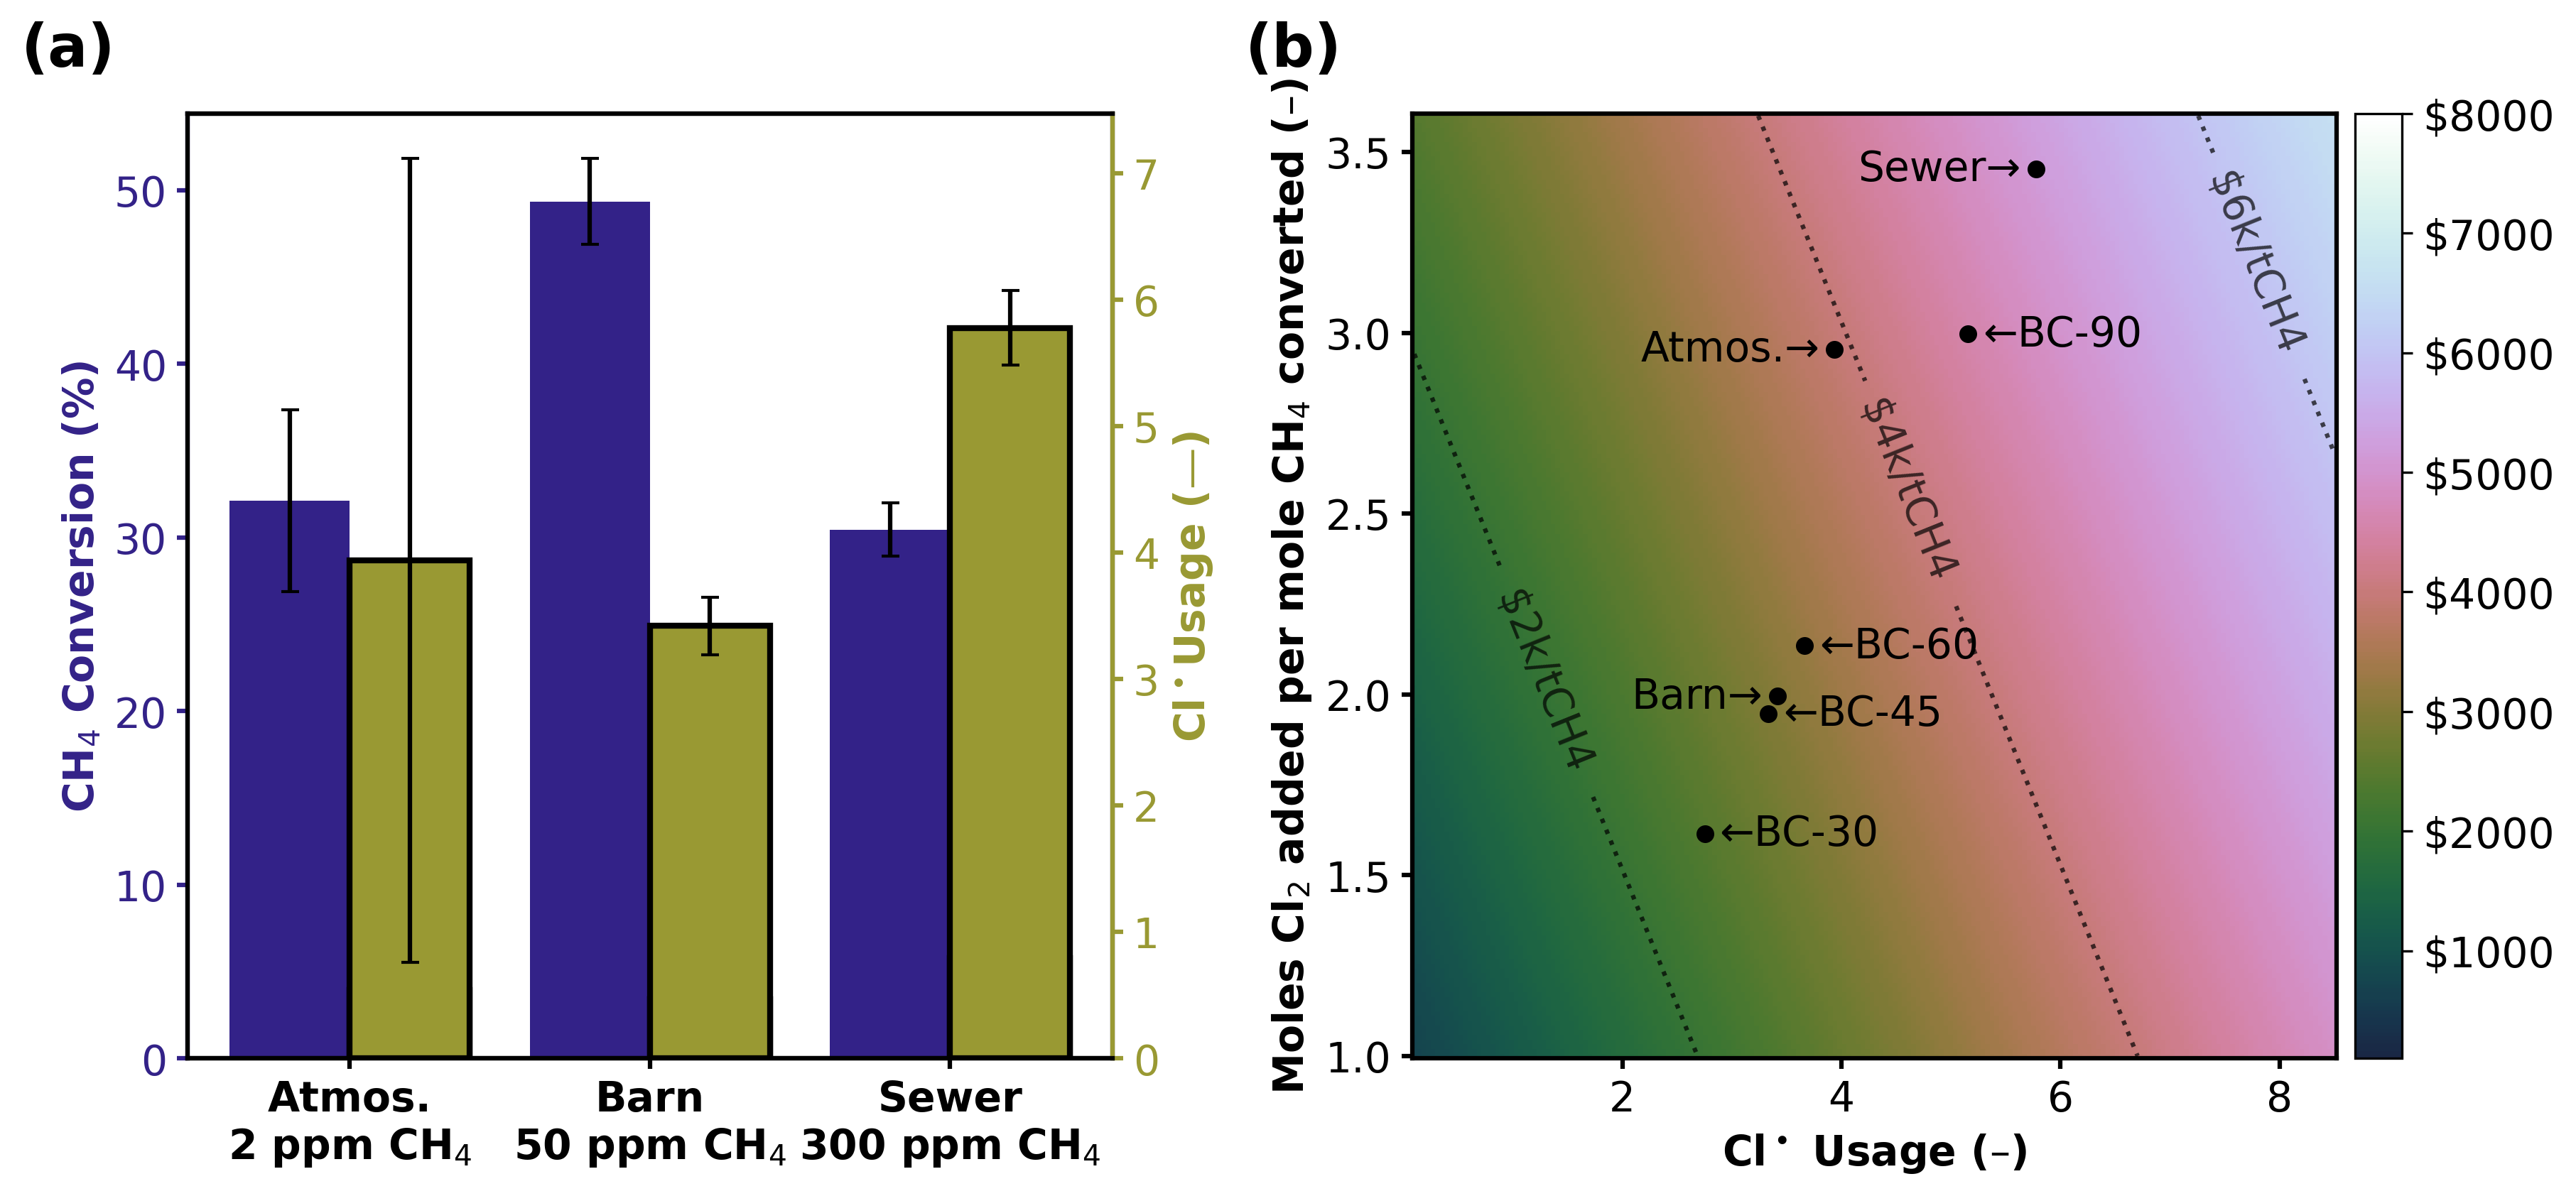 (a)
CH₄ Conversion (%)
50
40
30
20
10
0
7
6
5
4
3
2
1
0
Cl• Usage (—)
Atmos.
2 ppm CH₄
Barn
50 ppm CH₄
Sewer
300 ppm CH₄
(b)
Moles Cl₂ added per mole CH₄ converted (–)
3.5
3.0
2.5
2.0
1.5
1.0
Sewer→
←BC-90
Atmos.→
←BC-60
Barn→
←BC-45
←BC-30
$2k/tCH4
$4k/tCH4
$6k/tCH4
2
4
6
8
Cl• Usage (–)
$8000
$7000
$6000
$5000
$4000
$3000
$2000
$1000